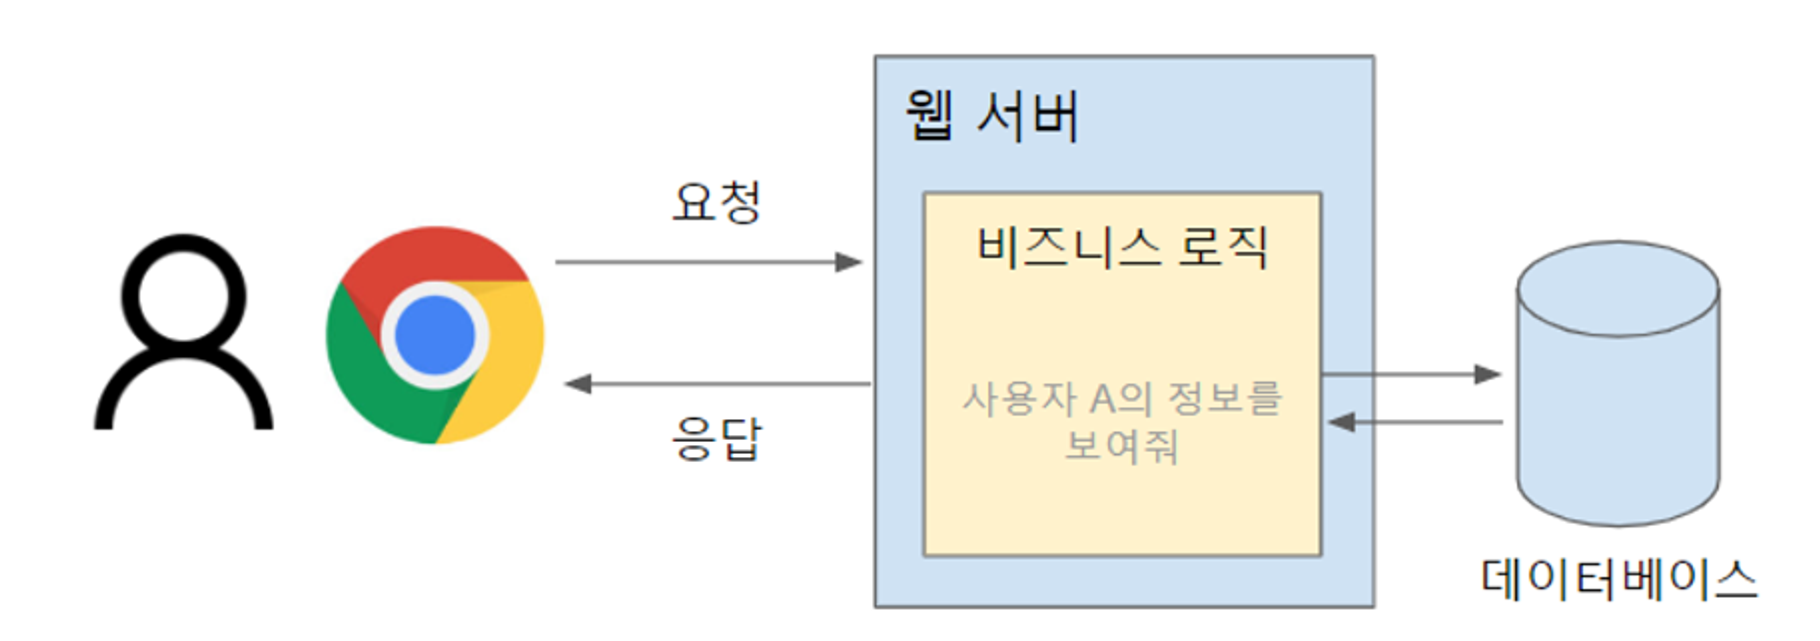 웹 서버
요청
비즈니스 로직
사용자 A의 정보를
보여줘
응답
데이터베이스